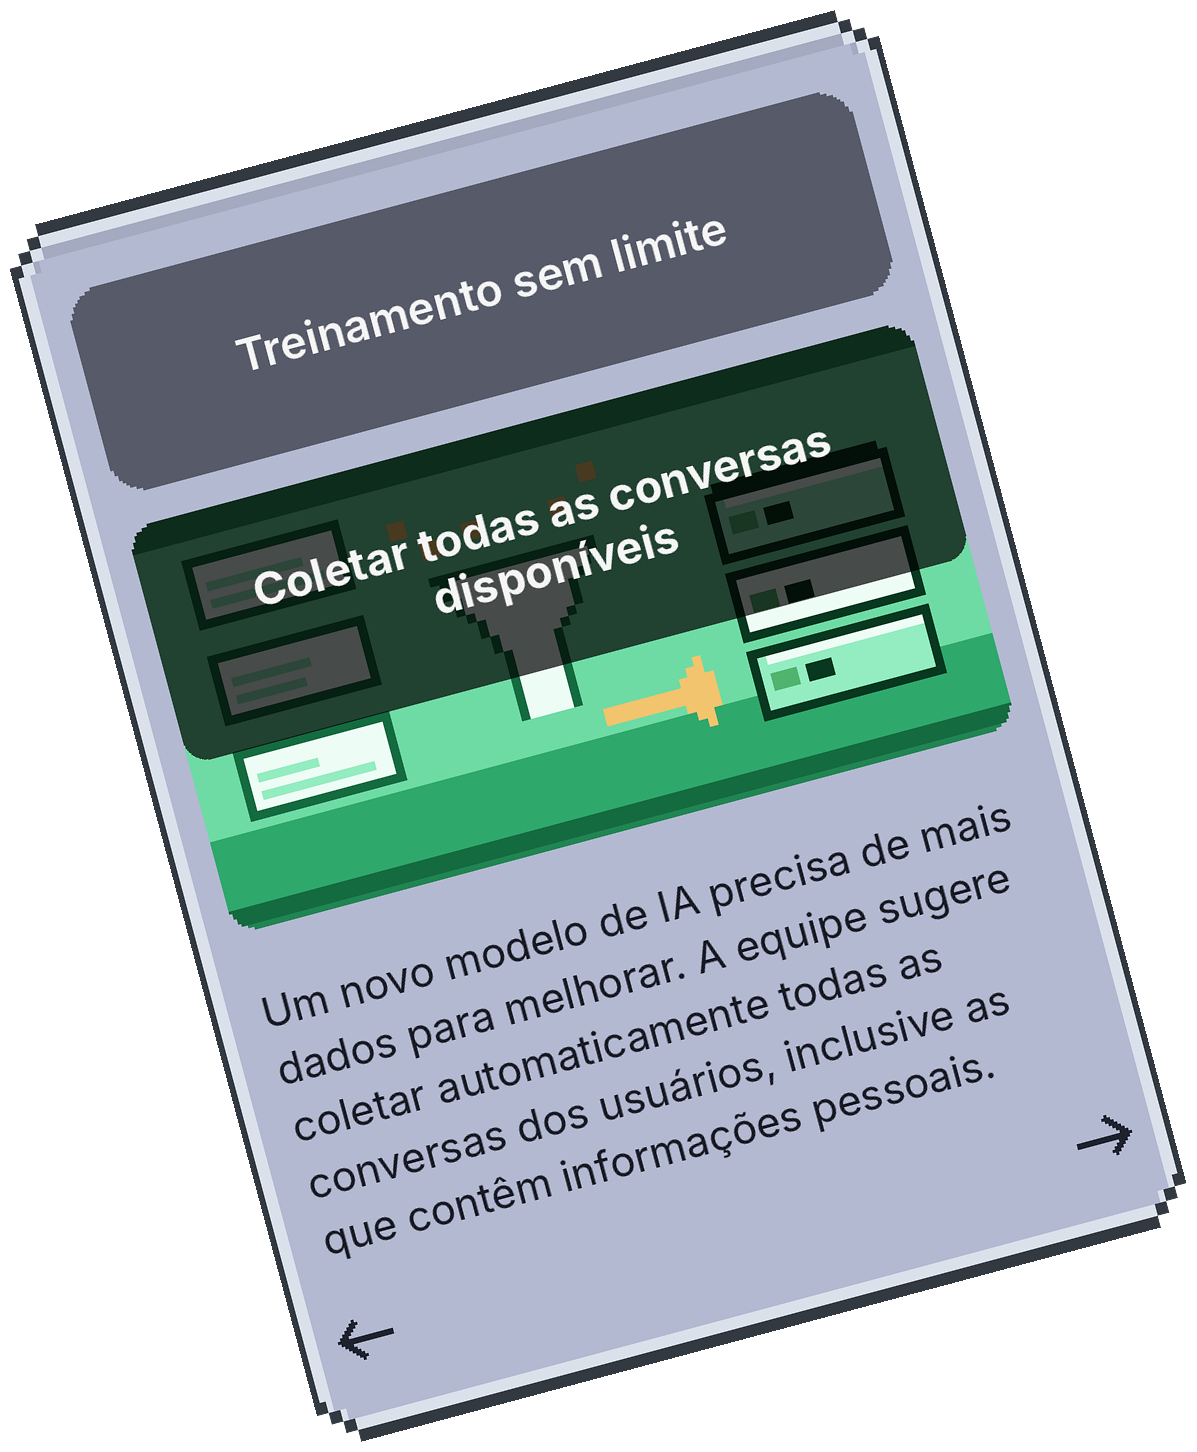 Treinamento sem limite
Coletar todas as conversas
disponíveis
Um novo modelo de IA precisa de mais
dados para melhorar. A equipe sugere
coletar automaticamente todas as
conversas dos usuários, inclusive as
que contêm informações pessoais.